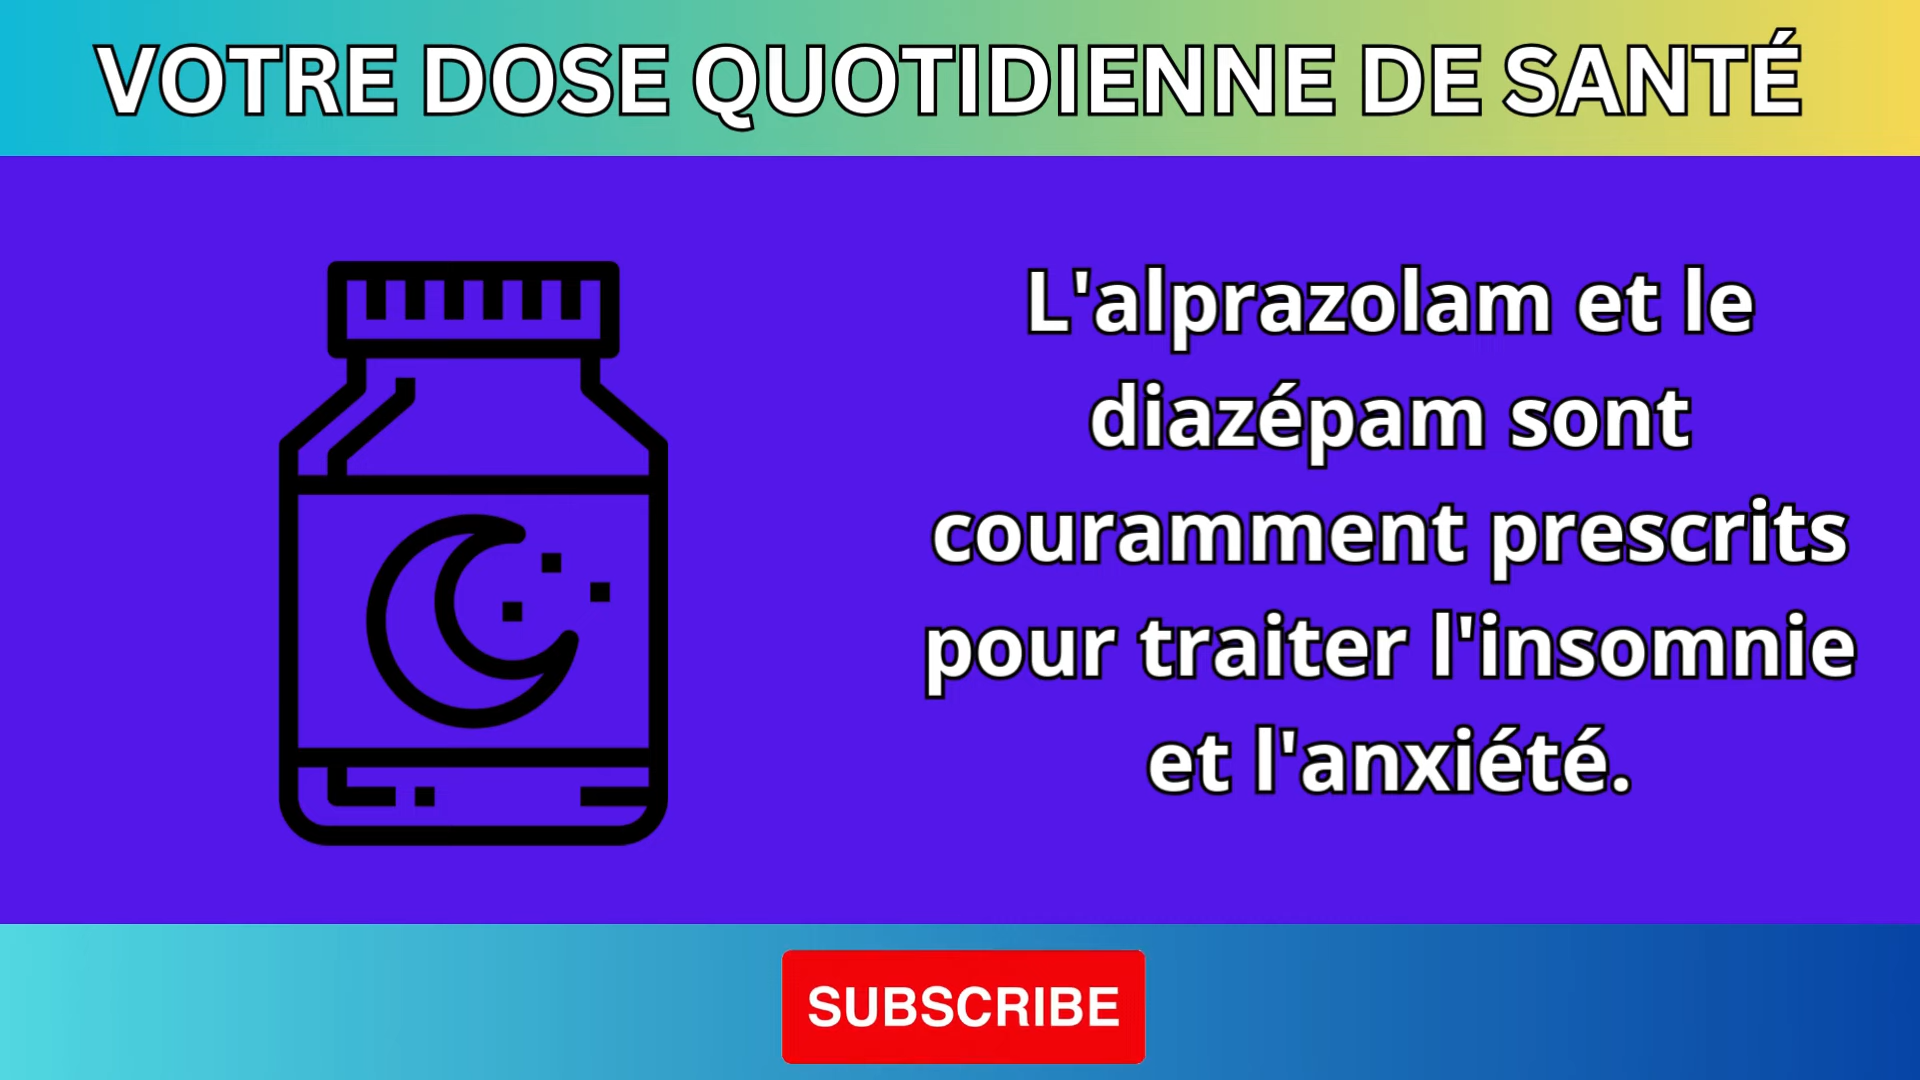 VOTRE DOSE QUOTIDIENNE DE SANTÉ
L'alprazolam et le
diazépam sont
couramment prescrits
pour traiter l'insomnie
et l'anxiété.
SUBSCRIBE